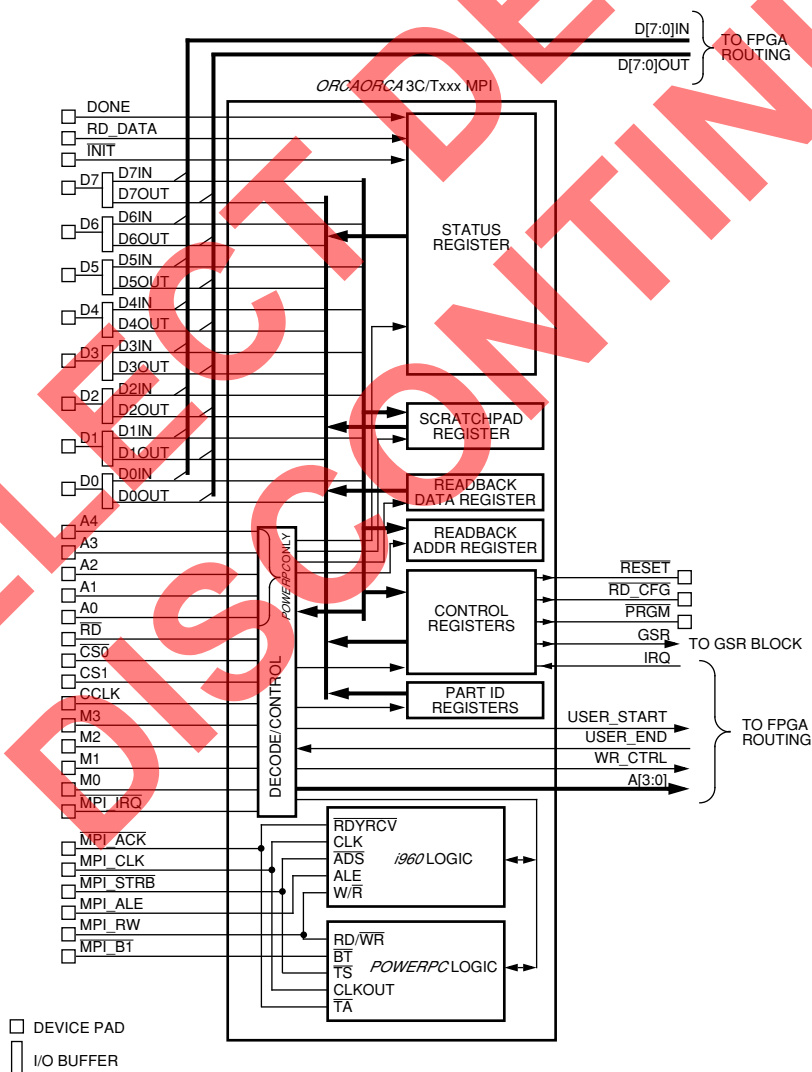 D[7:0]IN
D[7:0]OUT
TO FPGA
ROUTING
ORCAORCA 3C/Txxx MPI
DONE
RD_DATA
INIT
D7
D7IN
D7OUT
D6
D6IN
D6OUT
D5
D5IN
D5OUT
D4
D4IN
D4OUT
D3
D3IN
D3OUT
D2
D2IN
D2OUT
D1
D1IN
D1OUT
D0
D0IN
D0OUT
A4
A3
A2
A1
A0
RD
CS0
CS1
CCLK
M3
M2
M1
M0
MPI_IRQ
MPI_ACK
MPI_CLK
MPI_STRB
MPI_ALE
MPI_RW
MPI_B1
STATUS
REGISTER
SCRATCHPAD
REGISTER
READBACK
DATA REGISTER
READBACK
ADDR REGISTER
CONTROL
REGISTERS
PART ID
REGISTERS
POWERPC ONLY
DECODE/CONTROL
RESET
RD_CFG
PRGM
GSR
TO GSR BLOCK
IRQ
USER_START
USER_END
WR_CTRL
A[3:0]
TO FPGA
ROUTING
RDYRCV
CLK
ADS
ALE
W/R
i960 LOGIC
RD/WR
BT
TS
CLKOUT
TA
POWERPC LOGIC
DEVICE PAD
I/O BUFFER
LECT DE
DISCONTINU